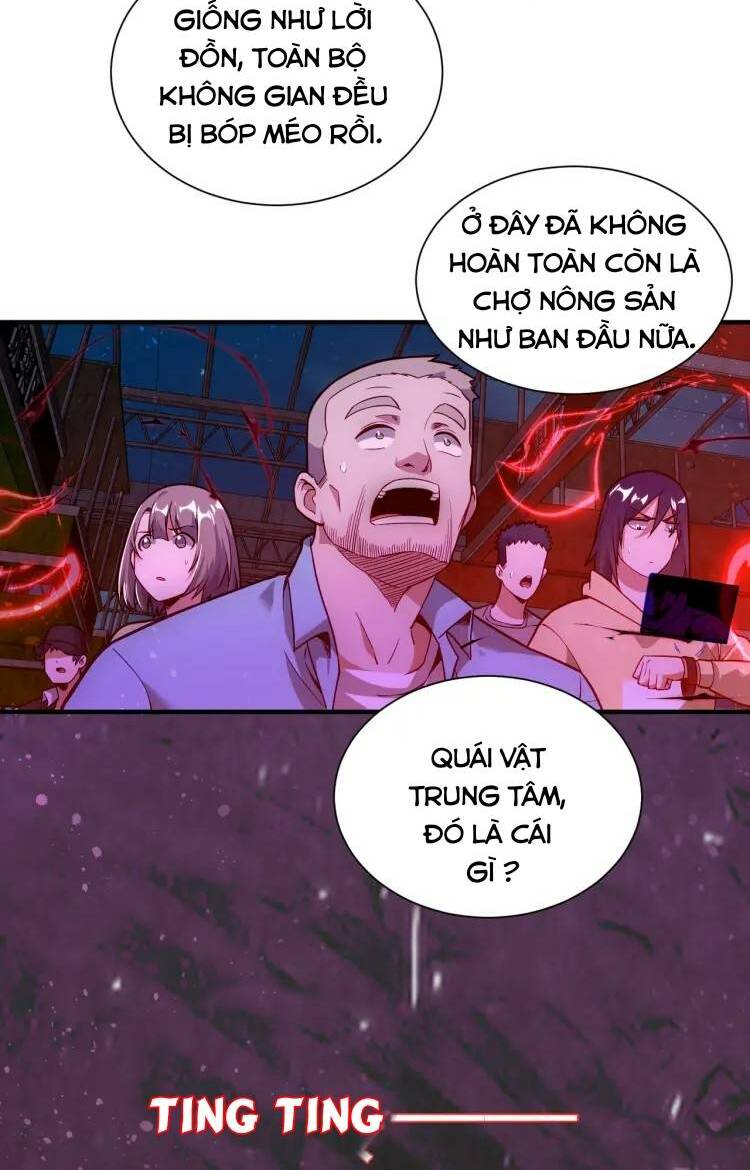 GIỐNG NHƯ LỜI
ĐỒN, TOÀN BỘ
KHÔNG GIAN ĐỀU
BỊ BÓP MÉO RỒI.
Ở ĐÂY ĐÃ KHÔNG
HOÀN TOÀN CÒN LÀ
CHỢ NÔNG SẢN
NHƯ BAN ĐẦU NỮA.
QUÁI VẬT
TRUNG TÂM,
ĐÓ LÀ CÁI
GÌ ?
TING TING